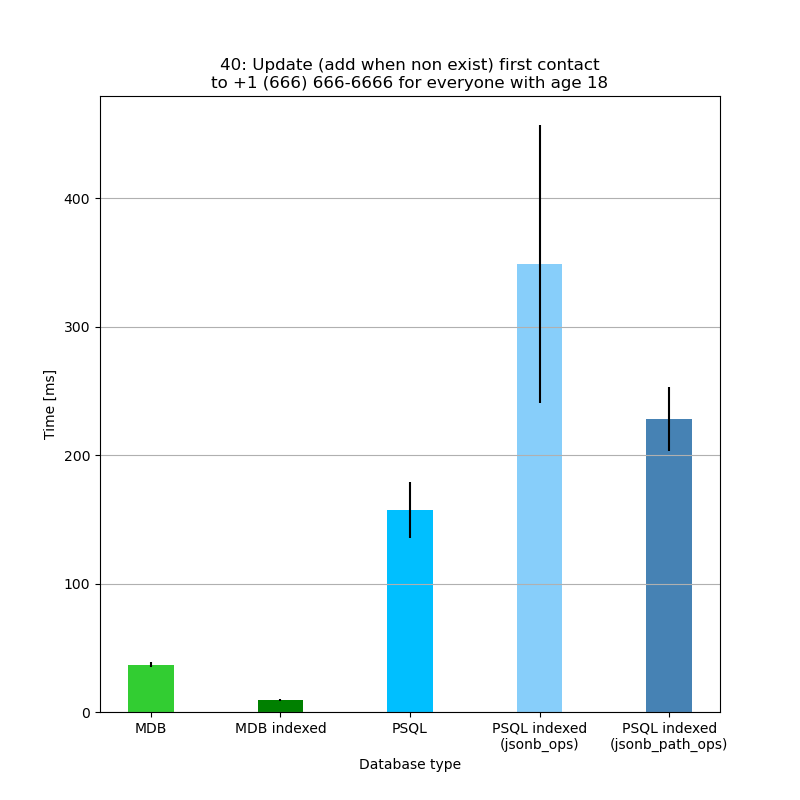 40: Update (add when non exist) first contact
to +1 (666) 666-6666 for everyone with age 18
400
300
200
100
0
Time [ms]
MDB
MDB indexed
PSQL
PSQL indexed
(jsonb_ops)
PSQL indexed
(jsonb_path_ops)
Database type